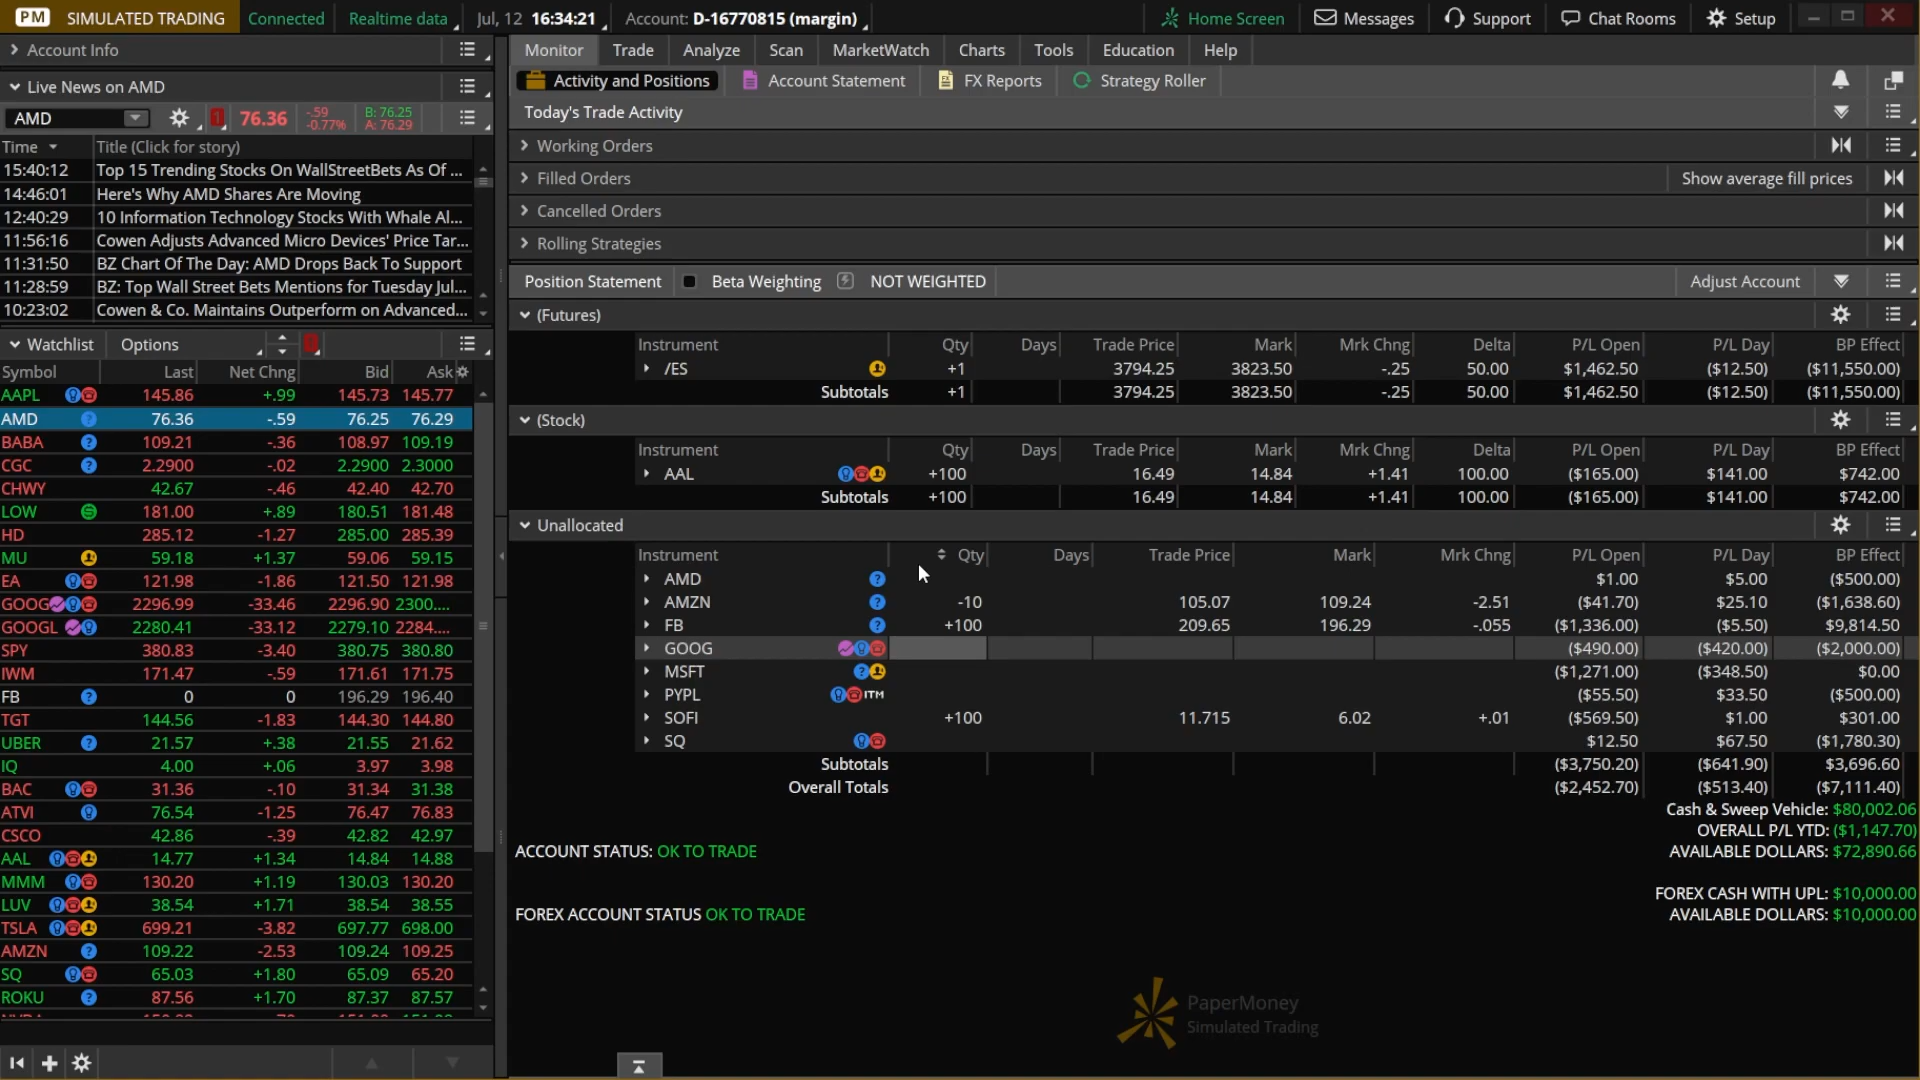 PM SIMULATED TRADING Connected Realtime data Jul, 12 16:34:21 Account: D-16770815 (margin) Home Screen Messages Support Chat Rooms Setup
Account Info
Live News on AMD
AMD 1 76.36 -.59 -0.77% B: 76.25 A: 76.29
Time Title (Click for story)
15:40:12 Top 15 Trending Stocks On WallStreetBets As Of ...
14:46:01 Here's Why AMD Shares Are Moving
12:40:29 10 Information Technology Stocks With Whale Al...
11:56:16 Cowen Adjusts Advanced Micro Devices' Price Tar...
11:31:50 BZ Chart Of The Day: AMD Drops Back To Support
11:28:59 BZ: Top Wall Street Bets Mentions for Tuesday Jul...
10:23:02 Cowen & Co. Maintains Outperform on Advanced...
Watchlist Options
Symbol Last Net Chng Bid Ask
AAPL 145.86 +.99 145.73 145.77
AMD 76.36 -.59 76.25 76.29
BABA 109.21 -.36 108.97 109.19
CGC 2.2900 -.02 2.2900 2.3000
CHWY 42.67 -.46 42.40 42.70
LOW 181.00 +.89 180.51 181.48
HD 285.12 -1.27 285.00 285.39
MU 59.18 +1.37 59.06 59.15
EA 121.98 -1.86 121.50 121.98
GOOG 2296.99 -33.46 2296.90 2300....
GOOGL 2280.41 -33.12 2279.10 2284....
SPY 380.83 -3.40 380.75 380.80
IWM 171.47 -.59 171.61 171.75
FB 0 0 196.29 196.40
TGT 144.56 -1.83 144.30 144.80
UBER 21.57 +.38 21.55 21.62
IQ 4.00 +.06 3.97 3.98
BAC 31.36 -.10 31.34 31.38
ATVI 76.54 -1.25 76.47 76.83
CSCO 42.86 -.39 42.82 42.97
AAL 14.77 +1.34 14.84 14.88
MMM 130.20 +1.19 130.03 130.20
LUV 38.54 +1.71 38.54 38.55
TSLA 699.21 -3.82 697.77 698.00
AMZN 109.22 -2.53 109.24 109.25
SQ 65.03 +1.80 65.09 65.20
ROKU 87.56 +1.70 87.37 87.57
Monitor Trade Analyze Scan MarketWatch Charts Tools Education Help
Activity and Positions Account Statement FX Reports Strategy Roller
Today's Trade Activity
Working Orders
Filled Orders Show average fill prices
Cancelled Orders
Rolling Strategies
Position Statement Beta Weighting NOT WEIGHTED Adjust Account
(Futures)
Instrument Qty Days Trade Price Mark Mrk Chng Delta P/L Open P/L Day BP Effect
/ES +1 3794.25 3823.50 -.25 50.00 $1,462.50 ($12.50) ($11,550.00)
Subtotals +1 3794.25 3823.50 -.25 50.00 $1,462.50 ($12.50) ($11,550.00)
(Stock)
Instrument Qty Days Trade Price Mark Mrk Chng Delta P/L Open P/L Day BP Effect
AAL +100 16.49 14.84 +1.41 100.00 ($165.00) $141.00 $742.00
Subtotals +100 16.49 14.84 +1.41 100.00 ($165.00) $141.00 $742.00
Unallocated
Instrument Qty Days Trade Price Mark Mrk Chng P/L Open P/L Day BP Effect
AMD $1.00 $5.00 ($500.00)
AMZN -10 105.07 109.24 -2.51 ($41.70) $25.10 ($1,638.60)
FB +100 209.65 196.29 -.055 ($1,336.00) ($5.50) $9,814.50
GOOG ($490.00) ($420.00) ($2,000.00)
MSFT ($1,271.00) ($348.50) $0.00
PYPL ITM ($55.50) $33.50 ($500.00)
SOFI +100 11.715 6.02 +.01 ($569.50) $1.00 $301.00
SQ $12.50 $67.50 ($1,780.30)
Subtotals ($3,750.20) ($641.90) $3,696.60
Overall Totals ($2,452.70) ($513.40) ($7,111.40)
Cash & Sweep Vehicle: $80,002.06
OVERALL P/L YTD: ($1,147.70)
ACCOUNT STATUS: OK TO TRADE AVAILABLE DOLLARS: $72,890.66
FOREX CASH WITH UPL: $10,000.00
FOREX ACCOUNT STATUS OK TO TRADE AVAILABLE DOLLARS: $10,000.00
PaperMoney
Simulated Trading